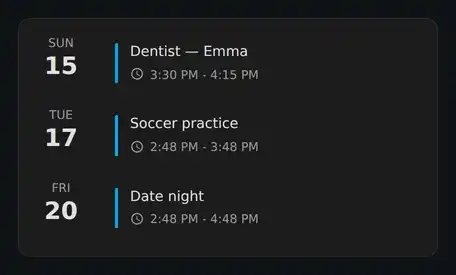 SUN
15
Dentist — Emma
3:30 PM - 4:15 PM
TUE
17
Soccer practice
2:48 PM - 3:48 PM
FRI
20
Date night
2:48 PM - 4:48 PM